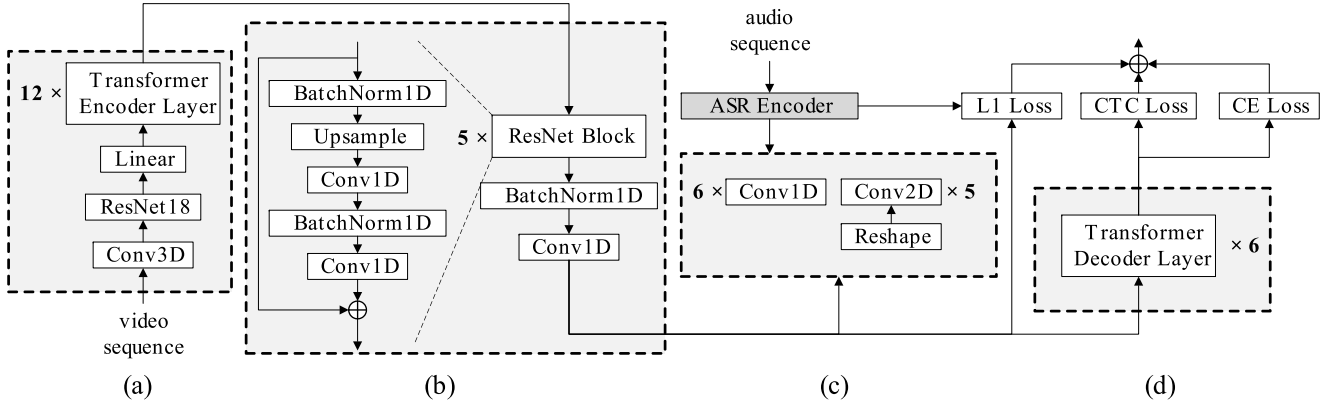 12 ×
Transformer
Encoder Layer
Linear
ResNet18
Conv3D
video
sequence
(a)
BatchNorm1D
Upsample
Conv1D
BatchNorm1D
Conv1D
5 ×
ResNet Block
BatchNorm1D
Conv1D
(b)
audio
sequence
ASR Encoder
6 ×
Conv1D
Conv2D
× 5
Reshape
(c)
L1 Loss
CTC Loss
CE Loss
Transformer
Decoder Layer
× 6
(d)